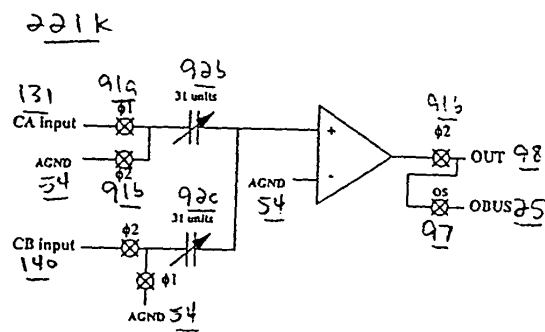 221k
91a
92b
91b
131
φ1
31 units
φ2
CA input
+
OUT 98
AGND
φ2
AGND
-
54
91b
92c
54
OS
OBUS 25
φ2
31 units
97
CB input
140
φ1
AGND 54